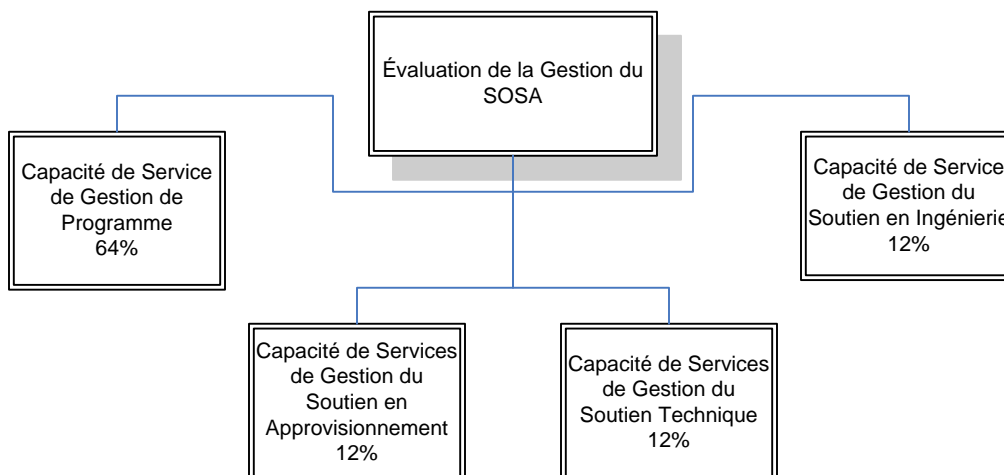 Évaluation de la Gestion du
SOSA
Capacité de Service
de Gestion de
Programme
64%
Capacité de Service
de Gestion du
Soutien en Ingénierie
12%
Capacité de Services
de Gestion du
Soutien en
Approvisionnement
12%
Capacité de Services
de Gestion du
Soutien Technique
12%